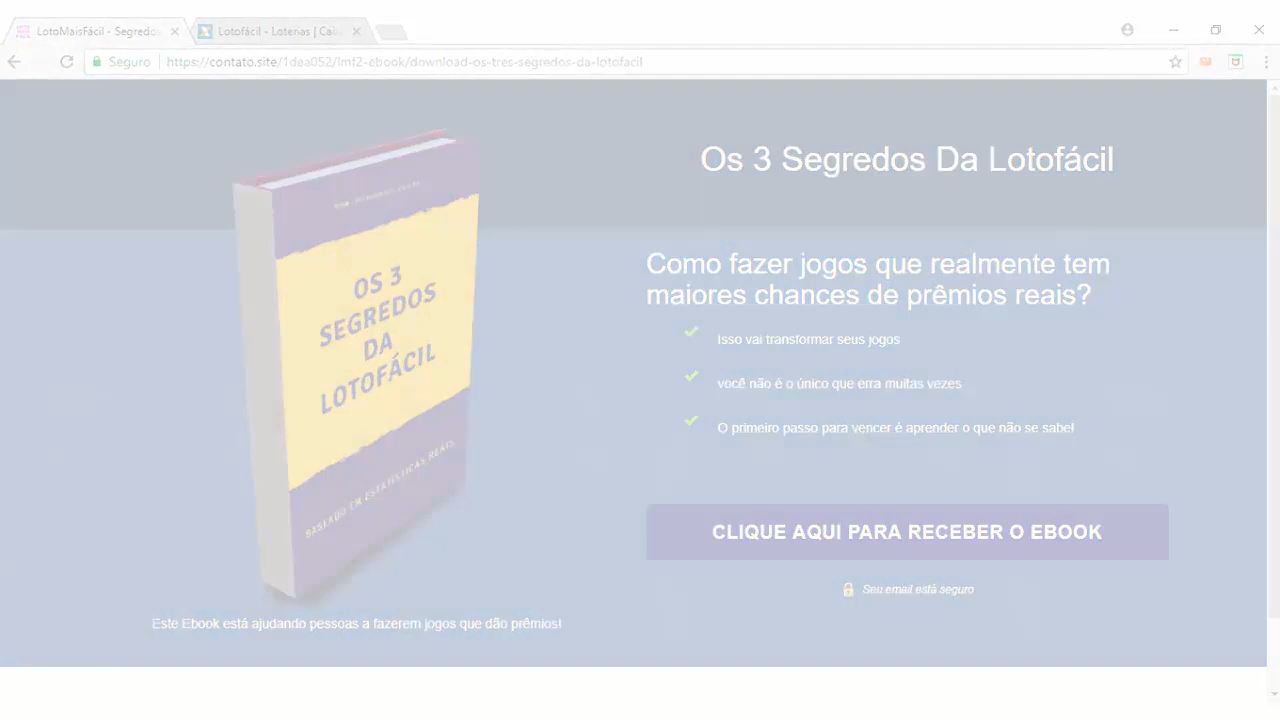 LotoMaisFácil - Segredos
Lotofácil - Loterias | Cai
Seguro
https://contato.site/1dea052/lmf2-ebook/download-os-tres-segredos-da-lotofacil
Os 3 Segredos Da Lotofácil
OS 3
SEGREDOS
DA
LOTOFÁCIL
BASEADO EM ESTATÍSTICAS REAIS
Este Ebook está ajudando pessoas a fazerem jogos que dão prêmios!
Como fazer jogos que realmente tem
maiores chances de prêmios reais?
Isso vai transformar seus jogos
você não é o único que erra muitas vezes
O primeiro passo para vencer é aprender o que não se sabe!
CLIQUE AQUI PARA RECEBER O EBOOK
Seu email está seguro